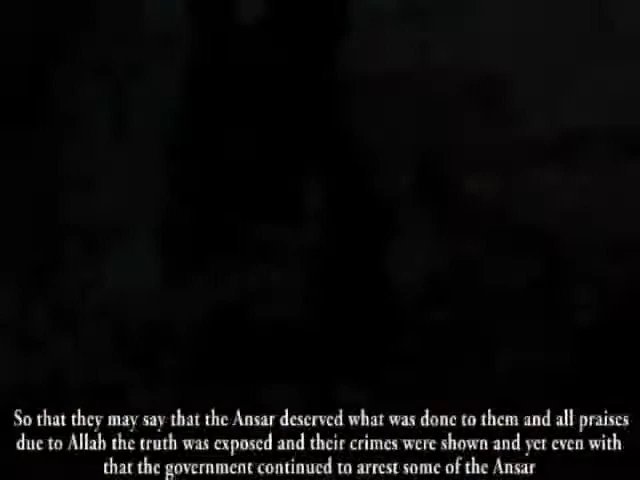 So that they may say that the Ansar deserved what was done to them and all praises
due to Allah the truth was exposed and their crimes were shown and yet even with
that the government continued to arrest some of the Ansar